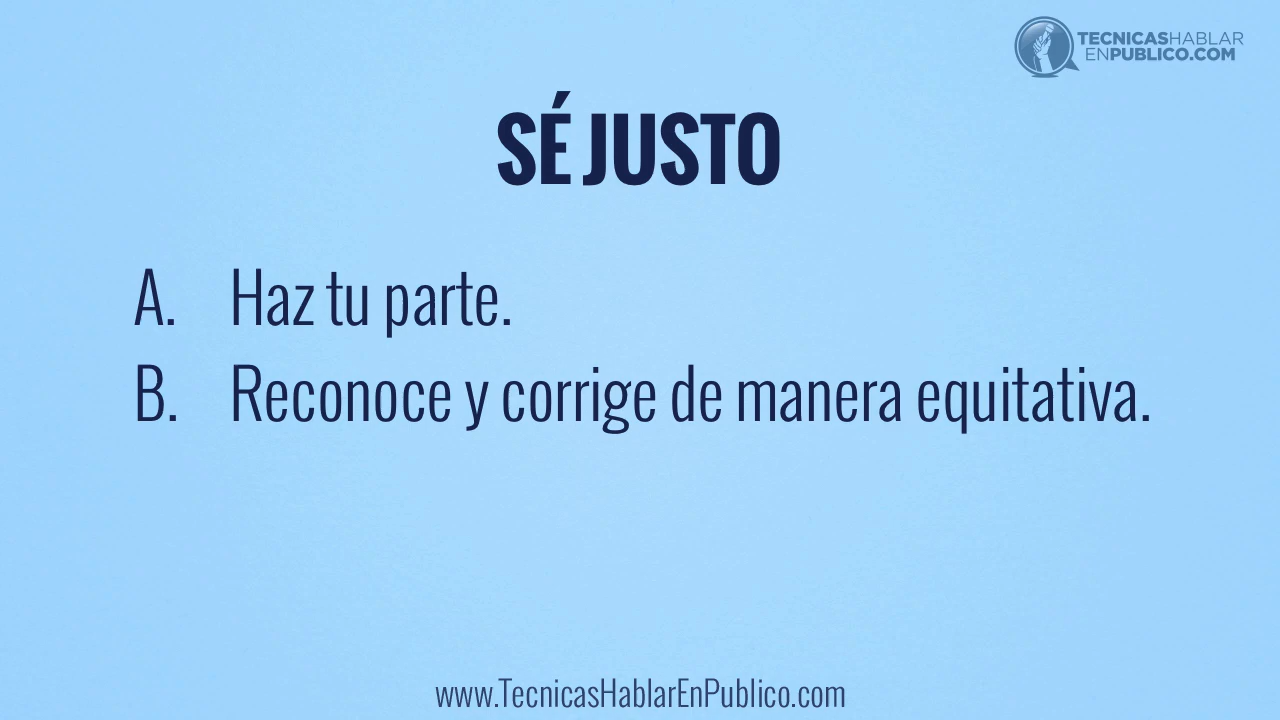 TECNICASHABLAR
ENPUBLICO.COM
SÉ JUSTO
A. Haz tu parte.
B. Reconoce y corrige de manera equitativa.
www.TecnicasHablarEnPublico.com